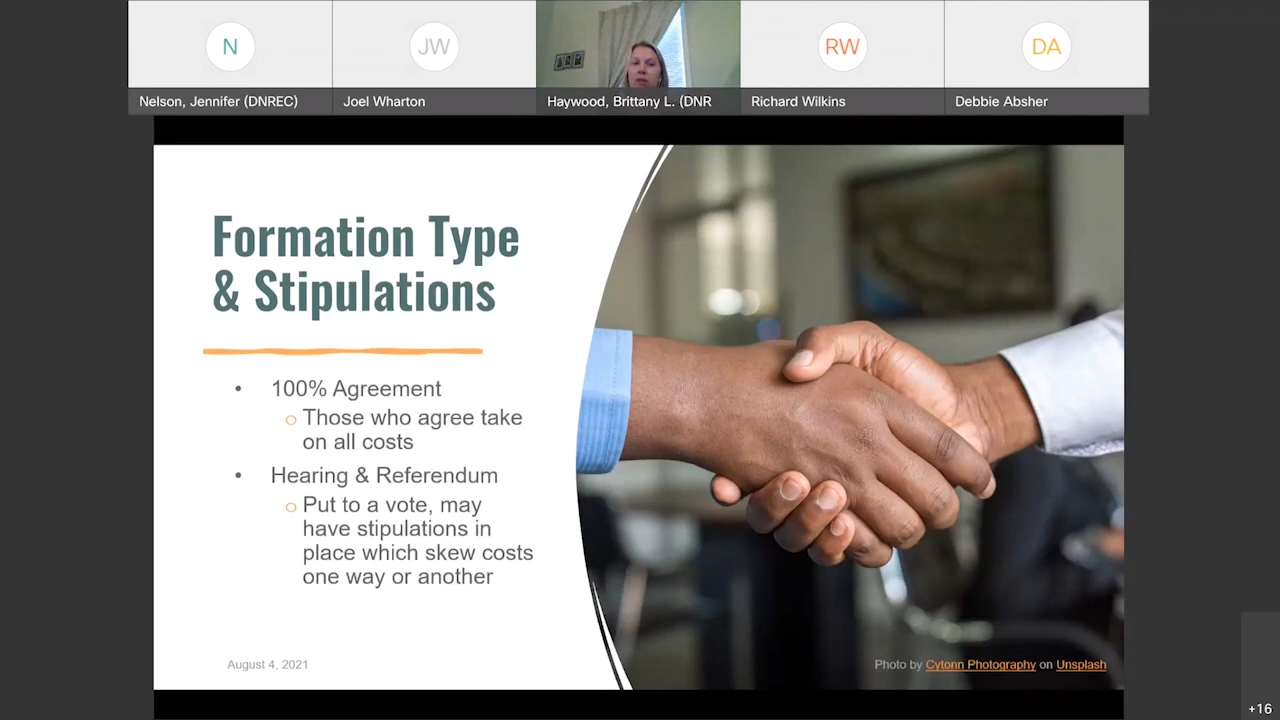 N
JW
RW
DA
Nelson, Jennifer (DNREC)
Joel Wharton
Haywood, Brittany L. (DNR
Richard Wilkins
Debbie Absher
Formation Type
& Stipulations
• 100% Agreement
o Those who agree take
on all costs
• Hearing & Referendum
o Put to a vote, may
have stipulations in
place which skew costs
one way or another
August 4, 2021
Photo by Cytonn Photography on Unsplash
+16